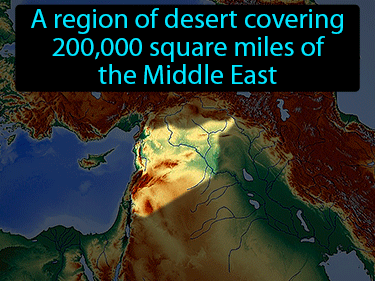 A region of desert covering
200,000 square miles of
the Middle East